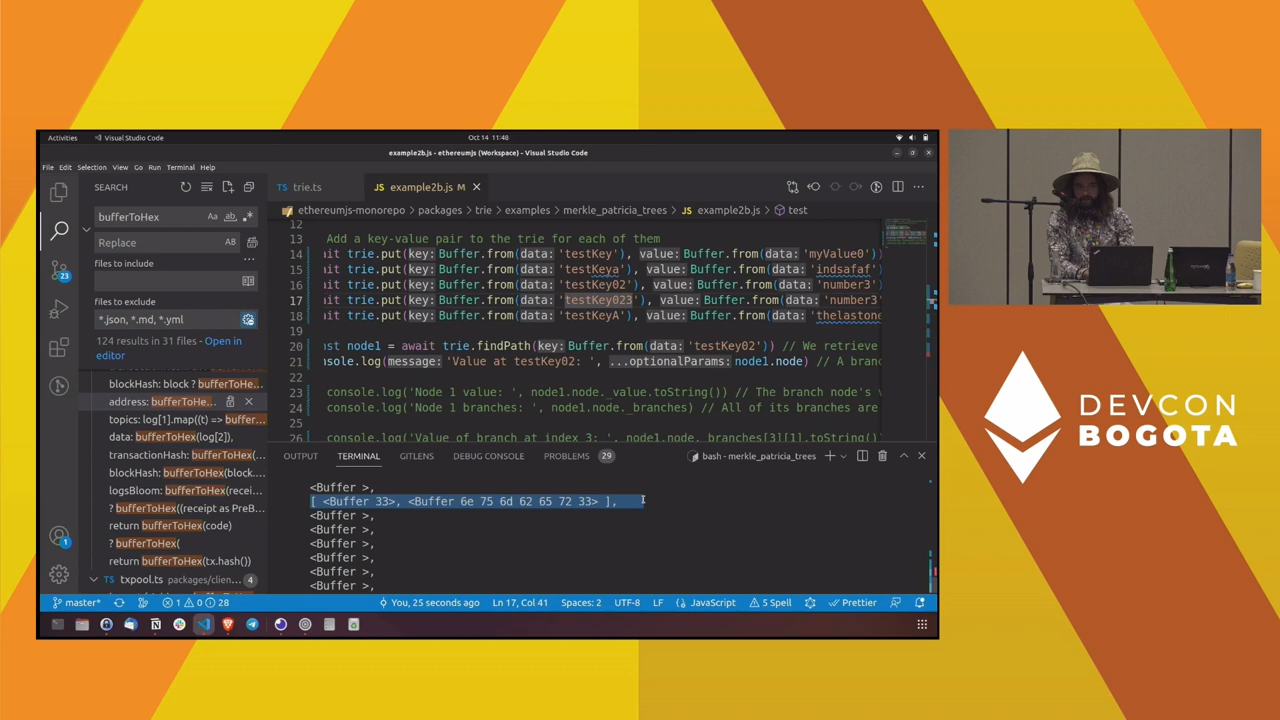 Activities
Visual Studio Code
Oct 14 11:48
example2b.js - ethereumjs (Workspace) - Visual Studio Code
File Edit Selection View Go Run Terminal Help
SEARCH
bufferToHex
Aa
ab
Replace
AB
files to include
files to exclude
*.json, *.md, *.yml
124 results in 31 files - Open in
editor
blockHash: block ? bufferToHe...
address: bufferToHe...
topics: log[1].map((t) => buffer...
data: bufferToHex(log[2]),
transactionHash: bufferToHex(...
blockHash: bufferToHex(block...
logsBloom: bufferToHex(recei...
? bufferToHex((receipt as PreB...
return bufferToHex(code)
? bufferToHex(
return bufferToHex(tx.hash())
txpool.ts packages/clien... 4
23
1
trie.ts
JS example2b.js M
ethereumjs-monorepo > packages > trie > examples > merkle_patricia_trees > JS example2b.js > test
12
13 Add a key-value pair to the trie for each of them
14 ait trie.put(key:Buffer.from(data:'testKey'), value:Buffer.from(data:'myValue0'))
15 ait trie.put(key:Buffer.from(data:'testKeya'), value:Buffer.from(data:'indsafaf'
16 ait trie.put(key:Buffer.from(data:'testKey02'), value:Buffer.from(data:'number3'
17 ait trie.put(key:Buffer.from(data:'testKey023'), value:Buffer.from(data:'number3'
18 ait trie.put(key:Buffer.from(data:'testKeyA'), value:Buffer.from(data:'thelastone
19
20 nst node1 = await trie.findPath(key:Buffer.from(data:'testKey02')) // We retrieve
21 nsole.log(message:'Value at testKey02: ', ...optionalParams:node1.node) // A bran
22
23 console.log('Node 1 value: ', node1._value.toString()) // The branch node's v
24 console.log('Node 1 branches: ', node1.node._branches) // All of its branches are
25
26 console.log('Value of branch at index 3: ', node1.node._branches[3][1].toString()
OUTPUT TERMINAL GITLENS DEBUG CONSOLE PROBLEMS 29
bash - merkle_patricia_trees
<Buffer >,
[ <Buffer 33>, <Buffer 6e 75 6d 62 65 72 33> ],
<Buffer >,
<Buffer >,
<Buffer >,
<Buffer >,
<Buffer >,
<Buffer >,
master* 1 0 28 You, 25 seconds ago Ln 17, Col 41 Spaces: 2 UTF-8 LF JavaScript 5 Spell Prettier
DEVCON
BOGOTA